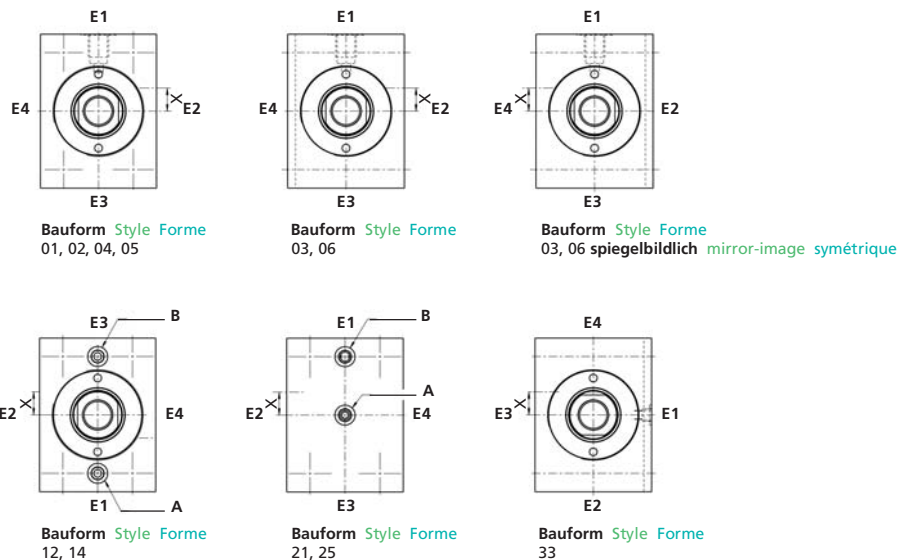 E1
E1
E1
X
E2
X
E2
X
E4
E4
E4
E2
E3
E3
E3
Bauform Style Forme
01, 02, 04, 05
Bauform Style Forme
03, 06
Bauform Style Forme
03, 06 spiegelbildlich mirror-image symétrique
B
E3
B
E1
E4
A
X
E2
E4
X
E2
E4
X
E3
E1
E1
A
E3
E2
Bauform Style Forme
12, 14
Bauform Style Forme
21, 25
Bauform Style Forme
33